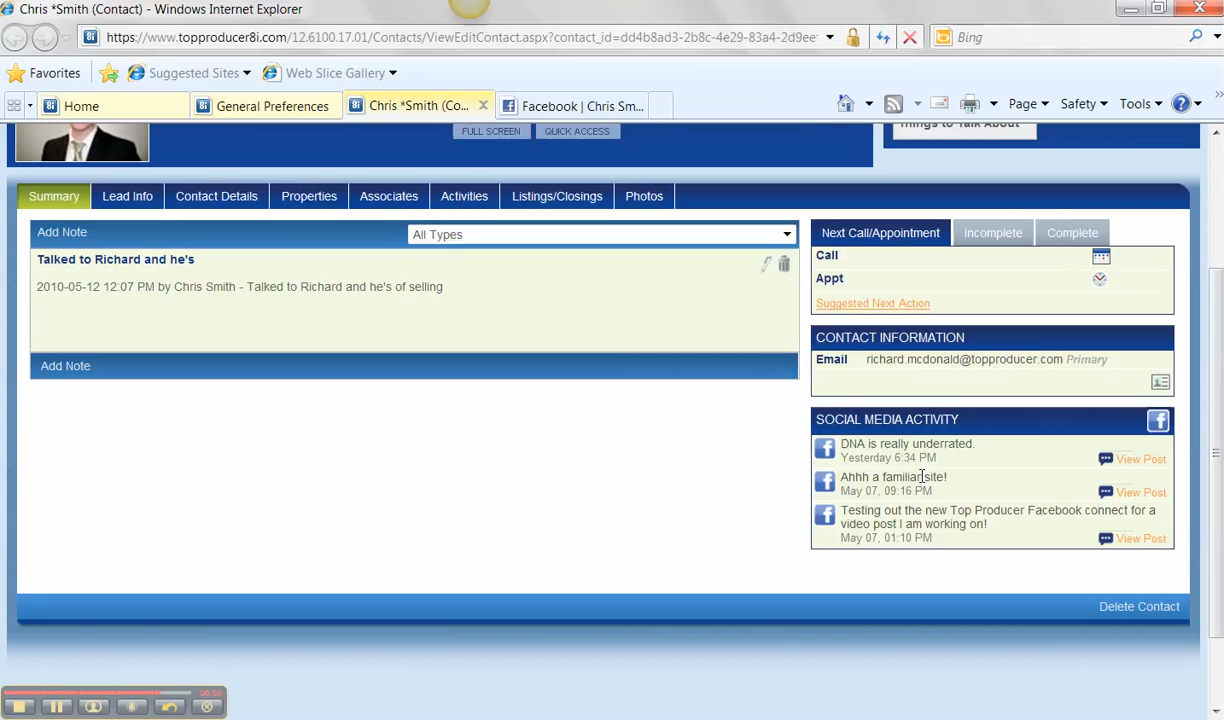 Chris *Smith (Contact) - Windows Internet Explorer
https://www.topproducer8i.com/12.6100.17.01/Contacts/ViewEditContact.aspx?contact_id=dd4b8ad3-2b8c-4e29-83a4-2d9ee
Bing
Favorites Suggested Sites Web Slice Gallery
8i Home 8i General Preferences 8i Chris *Smith (Co... Facebook | Chris Sm... Page Safety Tools
FULL SCREEN QUICK ACCESS Things to Talk About
Summary Lead Info Contact Details Properties Associates Activities Listings/Closings Photos
Add Note All Types
Talked to Richard and he's
2010-05-12 12:07 PM by Chris Smith - Talked to Richard and he's of selling
Add Note
Next Call/Appointment Incomplete Complete
Call
Appt
Suggested Next Action
CONTACT INFORMATION
Email richard.mcdonald@topproducer.com Primary
SOCIAL MEDIA ACTIVITY
DNA is really underrated.
Yesterday 6:34 PM View Post
Ahhh a familiar site!
May 07, 09:16 PM View Post
Testing out the new Top Producer Facebook connect for a
video post I am working on!
May 07, 01:10 PM View Post
Delete Contact